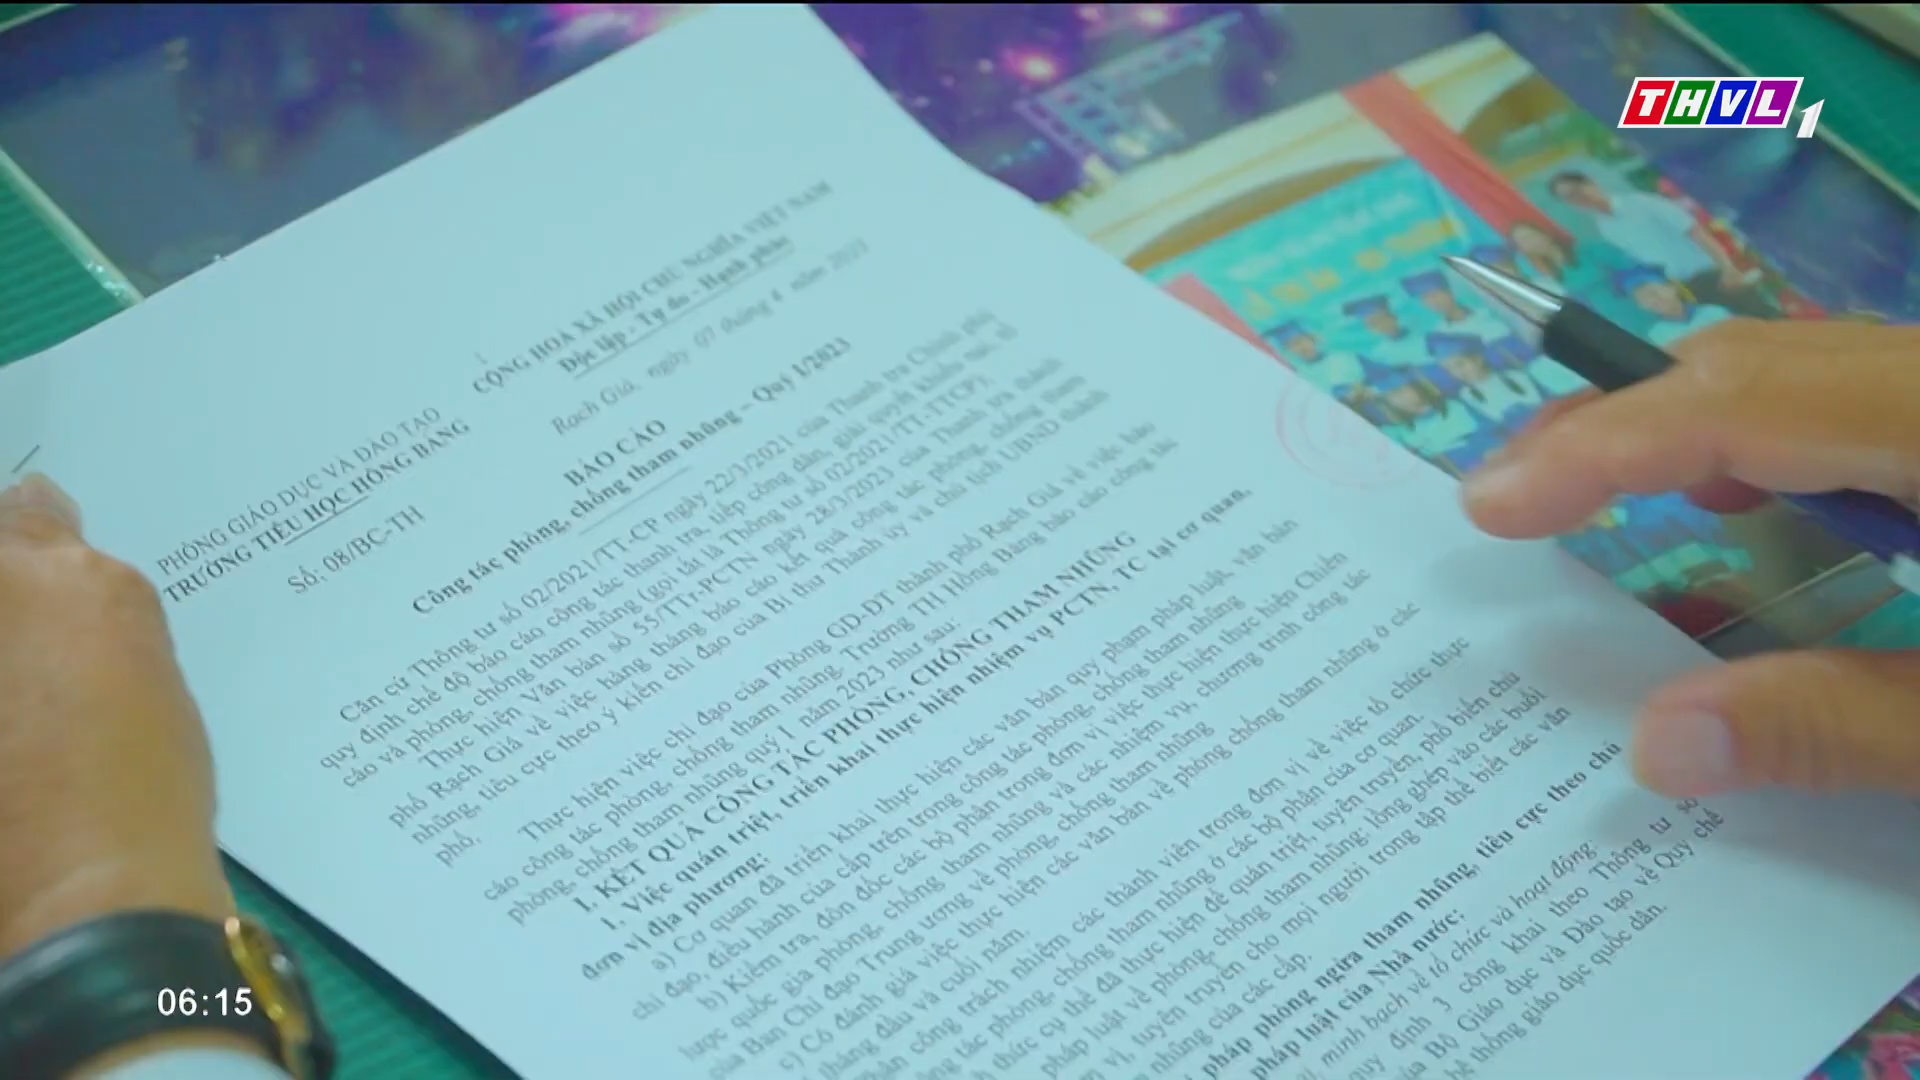 THVL1
PHÒNG GIÁO DỤC VÀ ĐÀO TẠO
TRƯỜNG TIỂU HỌC HỒNG BÀNG
Số: 08/BC-TH
CỘNG HOÀ XÃ HỘI CHỦ NGHĨA VIỆT NAM
Độc lập - Tự do - Hạnh phúc
Rạch Giá, ngày 07 tháng 4 năm 2023
BÁO CÁO
Công tác phòng, chống tham nhũng – Quý 1/2023
Căn cứ Thông tư số 02/2021/TT-CP ngày 22/3/2021 của Thanh tra Chính phủ
quy định chế độ báo cáo công tác thanh tra, tiếp công dân, giải quyết khiếu nại, tố
cáo và phòng, chống tham nhũng (gọi tắt là Thông tư số 02/2021/TT-TTCP);
Thực hiện Văn bản số 55/TTr-PCTN ngày 28/3/2023 của Thanh tra thành
phố Rạch Giá về việc hàng tháng báo cáo kết quả công tác phòng, chống tham
nhũng, tiêu cực theo ý kiến chỉ đạo của Bí thư Thành ủy và chủ tịch UBND thành
phố,
Thực hiện việc chỉ đạo của Phòng GD-ĐT thành phố Rạch Giá về việc báo
cáo công tác phòng, chống tham nhũng, Trường TH Hồng Bàng báo cáo công tác
phòng, chống tham nhũng quý 1 năm 2023 như sau:
I. KẾT QUẢ CÔNG TÁC PHÒNG, CHỐNG THAM NHŨNG
1. Việc quán triệt, triển khai thực hiện nhiệm vụ PCTN, TC tại cơ quan,
đơn vị địa phương:
a) Cơ quan đã triển khai thực hiện các văn bản quy phạm pháp luật, văn bản
chỉ đạo, điều hành của cấp trên trong công tác phòng, chống tham nhũng
b) Kiểm tra, đôn đốc các bộ phận trong đơn vị việc thực hiện thực hiện Chiến
lược quốc gia phòng, chống tham nhũng và các nhiệm vụ, chương trình công tác
của Ban Chỉ đạo Trung ương về phòng, chống tham nhũng
c) Có đánh giá việc thực hiện các văn bản về phòng chống tham nhũng ở các
tháng đầu và cuối năm.
phân công trách nhiệm các thành viên trong đơn vị về việc tổ chức thực
công tác phòng, chống tham nhũng ở các bộ phận của cơ quan.
thức cụ thể đã thực hiện để quán triệt, tuyên truyền, phổ biến chủ
pháp luật về phòng, chống tham nhũng: lồng ghép vào các buổi
vị, tuyên truyền cho mọi người trong tập thể biết các văn
nhũng của các cấp.
pháp phòng ngừa tham nhũng, tiêu cực theo chủ
pháp luật của Nhà nước:
minh bạch về tổ chức và hoạt động:
quy định 3 công khai theo Thông tư số
của Bộ Giáo dục và Đào tạo về Quy chế
hệ thống giáo dục quốc dân.
06:15